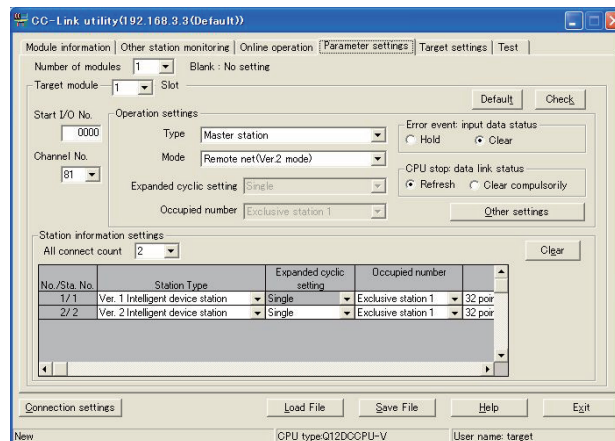 CC-Link utility(192.168.3.3(Default))
Module information Other station monitoring Online operation Parameter settings Target settings Test
Number of modules 1 Blank : No setting
Target module 1 Slot
Default Check
Start I/O No. Operation settings
0000 Type Master station
Error event: input data status
Hold Clear
Channel No. Mode Remote net(Ver.2 mode)
81
CPU stop: data link status
Expanded cyclic setting Single
Refresh Clear compulsorily
Occupied number Exclusive station 1
Other settings
Station information settings
All connect count 2
Clear
No./Sta. No. Station Type Expanded cyclic setting Occupied number
1/ 1 Ver. 1 Intelligent device station Single Exclusive station 1 32 poir
2/ 2 Ver. 2 Intelligent device station Single Exclusive station 1 32 poir
Connection settings Load File Save File Help Exit
New CPU type:Q12DCCPU-V User name: target